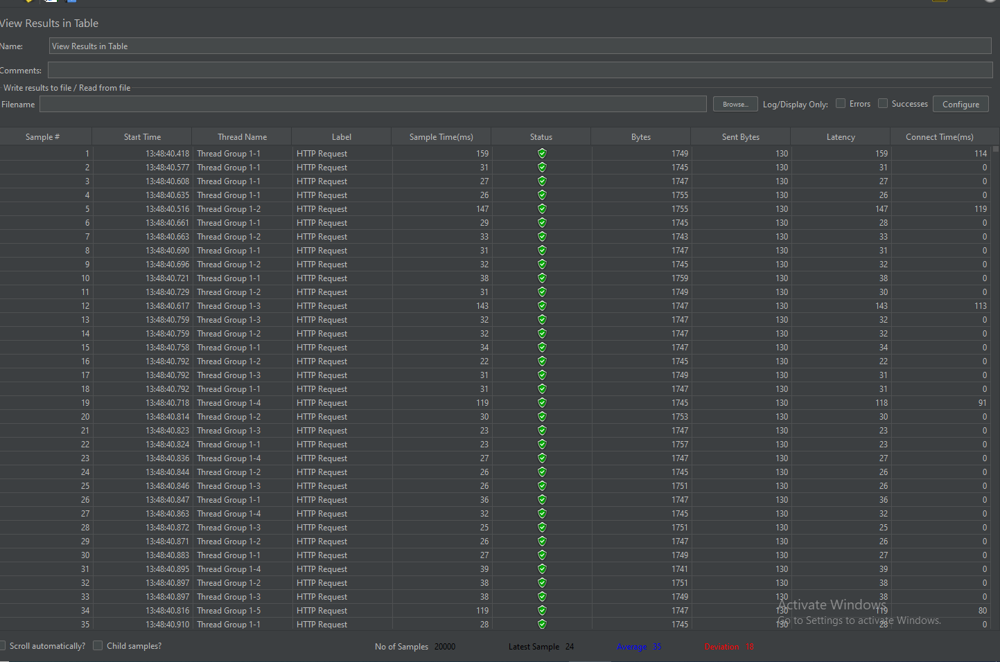 View Results in Table
Name: View Results in Table
Comments:
Write results to file / Read from file
Filename Browse... Log/Display Only: Errors Successes Configure
Sample # Start Time Thread Name Label Sample Time(ms) Status Bytes Sent Bytes Latency Connect Time(ms)
1 13:48:40.418 Thread Group 1-1 HTTP Request 159 1749 130 159 114
2 13:48:40.577 Thread Group 1-1 HTTP Request 31 1745 130 31 0
3 13:48:40.608 Thread Group 1-1 HTTP Request 27 1747 130 27 0
4 13:48:40.635 Thread Group 1-1 HTTP Request 26 1755 130 26 0
5 13:48:40.516 Thread Group 1-2 HTTP Request 147 1755 130 147 119
6 13:48:40.661 Thread Group 1-1 HTTP Request 29 1745 130 28 0
7 13:48:40.663 Thread Group 1-2 HTTP Request 33 1743 130 33 0
8 13:48:40.690 Thread Group 1-1 HTTP Request 31 1747 130 31 0
9 13:48:40.696 Thread Group 1-2 HTTP Request 32 1745 130 32 0
10 13:48:40.721 Thread Group 1-1 HTTP Request 38 1759 130 38 0
11 13:48:40.729 Thread Group 1-2 HTTP Request 31 1749 130 30 0
12 13:48:40.617 Thread Group 1-3 HTTP Request 143 1747 130 143 113
13 13:48:40.759 Thread Group 1-3 HTTP Request 32 1747 130 32 0
14 13:48:40.759 Thread Group 1-2 HTTP Request 32 1747 130 32 0
15 13:48:40.758 Thread Group 1-1 HTTP Request 34 1747 130 34 0
16 13:48:40.792 Thread Group 1-2 HTTP Request 22 1745 130 22 0
17 13:48:40.792 Thread Group 1-3 HTTP Request 31 1749 130 31 0
18 13:48:40.792 Thread Group 1-1 HTTP Request 31 1747 130 31 0
19 13:48:40.718 Thread Group 1-4 HTTP Request 119 1745 130 118 91
20 13:48:40.814 Thread Group 1-2 HTTP Request 30 1753 130 30 0
21 13:48:40.823 Thread Group 1-3 HTTP Request 23 1747 130 23 0
22 13:48:40.824 Thread Group 1-1 HTTP Request 23 1757 130 23 0
23 13:48:40.836 Thread Group 1-4 HTTP Request 27 1747 130 27 0
24 13:48:40.844 Thread Group 1-2 HTTP Request 26 1745 130 26 0
25 13:48:40.846 Thread Group 1-3 HTTP Request 26 1751 130 26 0
26 13:48:40.847 Thread Group 1-1 HTTP Request 36 1747 130 36 0
27 13:48:40.863 Thread Group 1-4 HTTP Request 32 1745 130 32 0
28 13:48:40.872 Thread Group 1-3 HTTP Request 25 1751 130 25 0
29 13:48:40.871 Thread Group 1-2 HTTP Request 26 1747 130 26 0
30 13:48:40.883 Thread Group 1-1 HTTP Request 27 1749 130 27 0
31 13:48:40.895 Thread Group 1-4 HTTP Request 39 1741 130 39 0
32 13:48:40.897 Thread Group 1-2 HTTP Request 38 1751 130 38 0
33 13:48:40.897 Thread Group 1-3 HTTP Request 38 1749 130 38 0
Activate Windows
34 13:48:40.816 Thread Group 1-5 HTTP Request 119 1747 130 119 80
Go to Settings to activate Windows.
35 13:48:40.910 Thread Group 1-1 HTTP Request 28 1745 130 28 0
Scroll automatically? Child samples? No of Samples 20000 Latest Sample 24 Average 35 Deviation 18